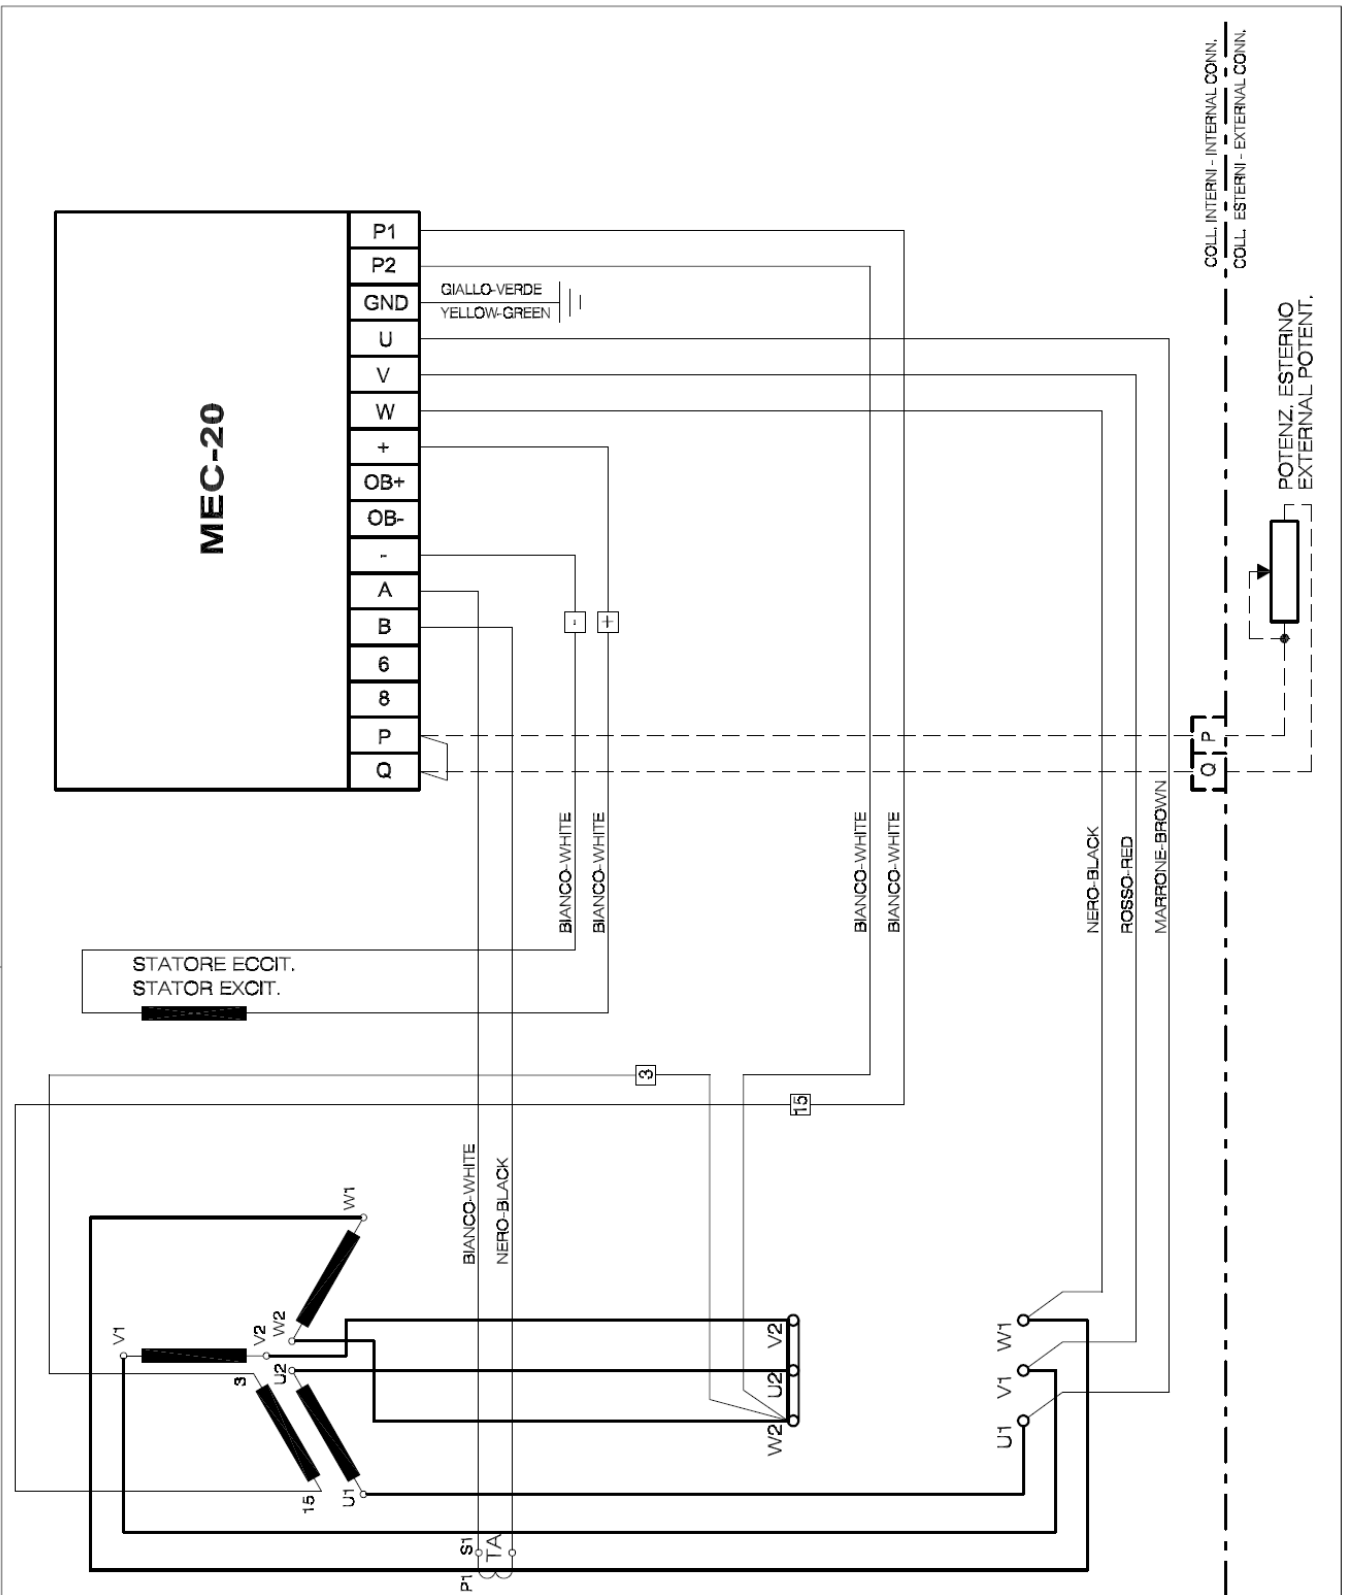 COLL. INTERNI - INTERNAL CONN.
COLL. ESTERNI - EXTERNAL CONN.
MEC-20
P1
P2
GND
U
V
W
+
OB+
OB-
-
A
B
6
8
P
Q
GIALLO-VERDE
YELLOW-GREEN
POTENZ. ESTERNO
EXTERNAL POTENT.
-
+
P
Q
BIANCO-WHITE
BIANCO-WHITE
BIANCO-WHITE
BIANCO-WHITE
NERO-BLACK
ROSSO-RED
MARRONE-BROWN
STATORE ECCIT.
STATOR EXCIT.
3
15
BIANCO-WHITE
NERO-BLACK
W1
V1
V2
W2
U2
3
15
U1
V2
U2
W2
W1
V1
U1
S1
TA
P1